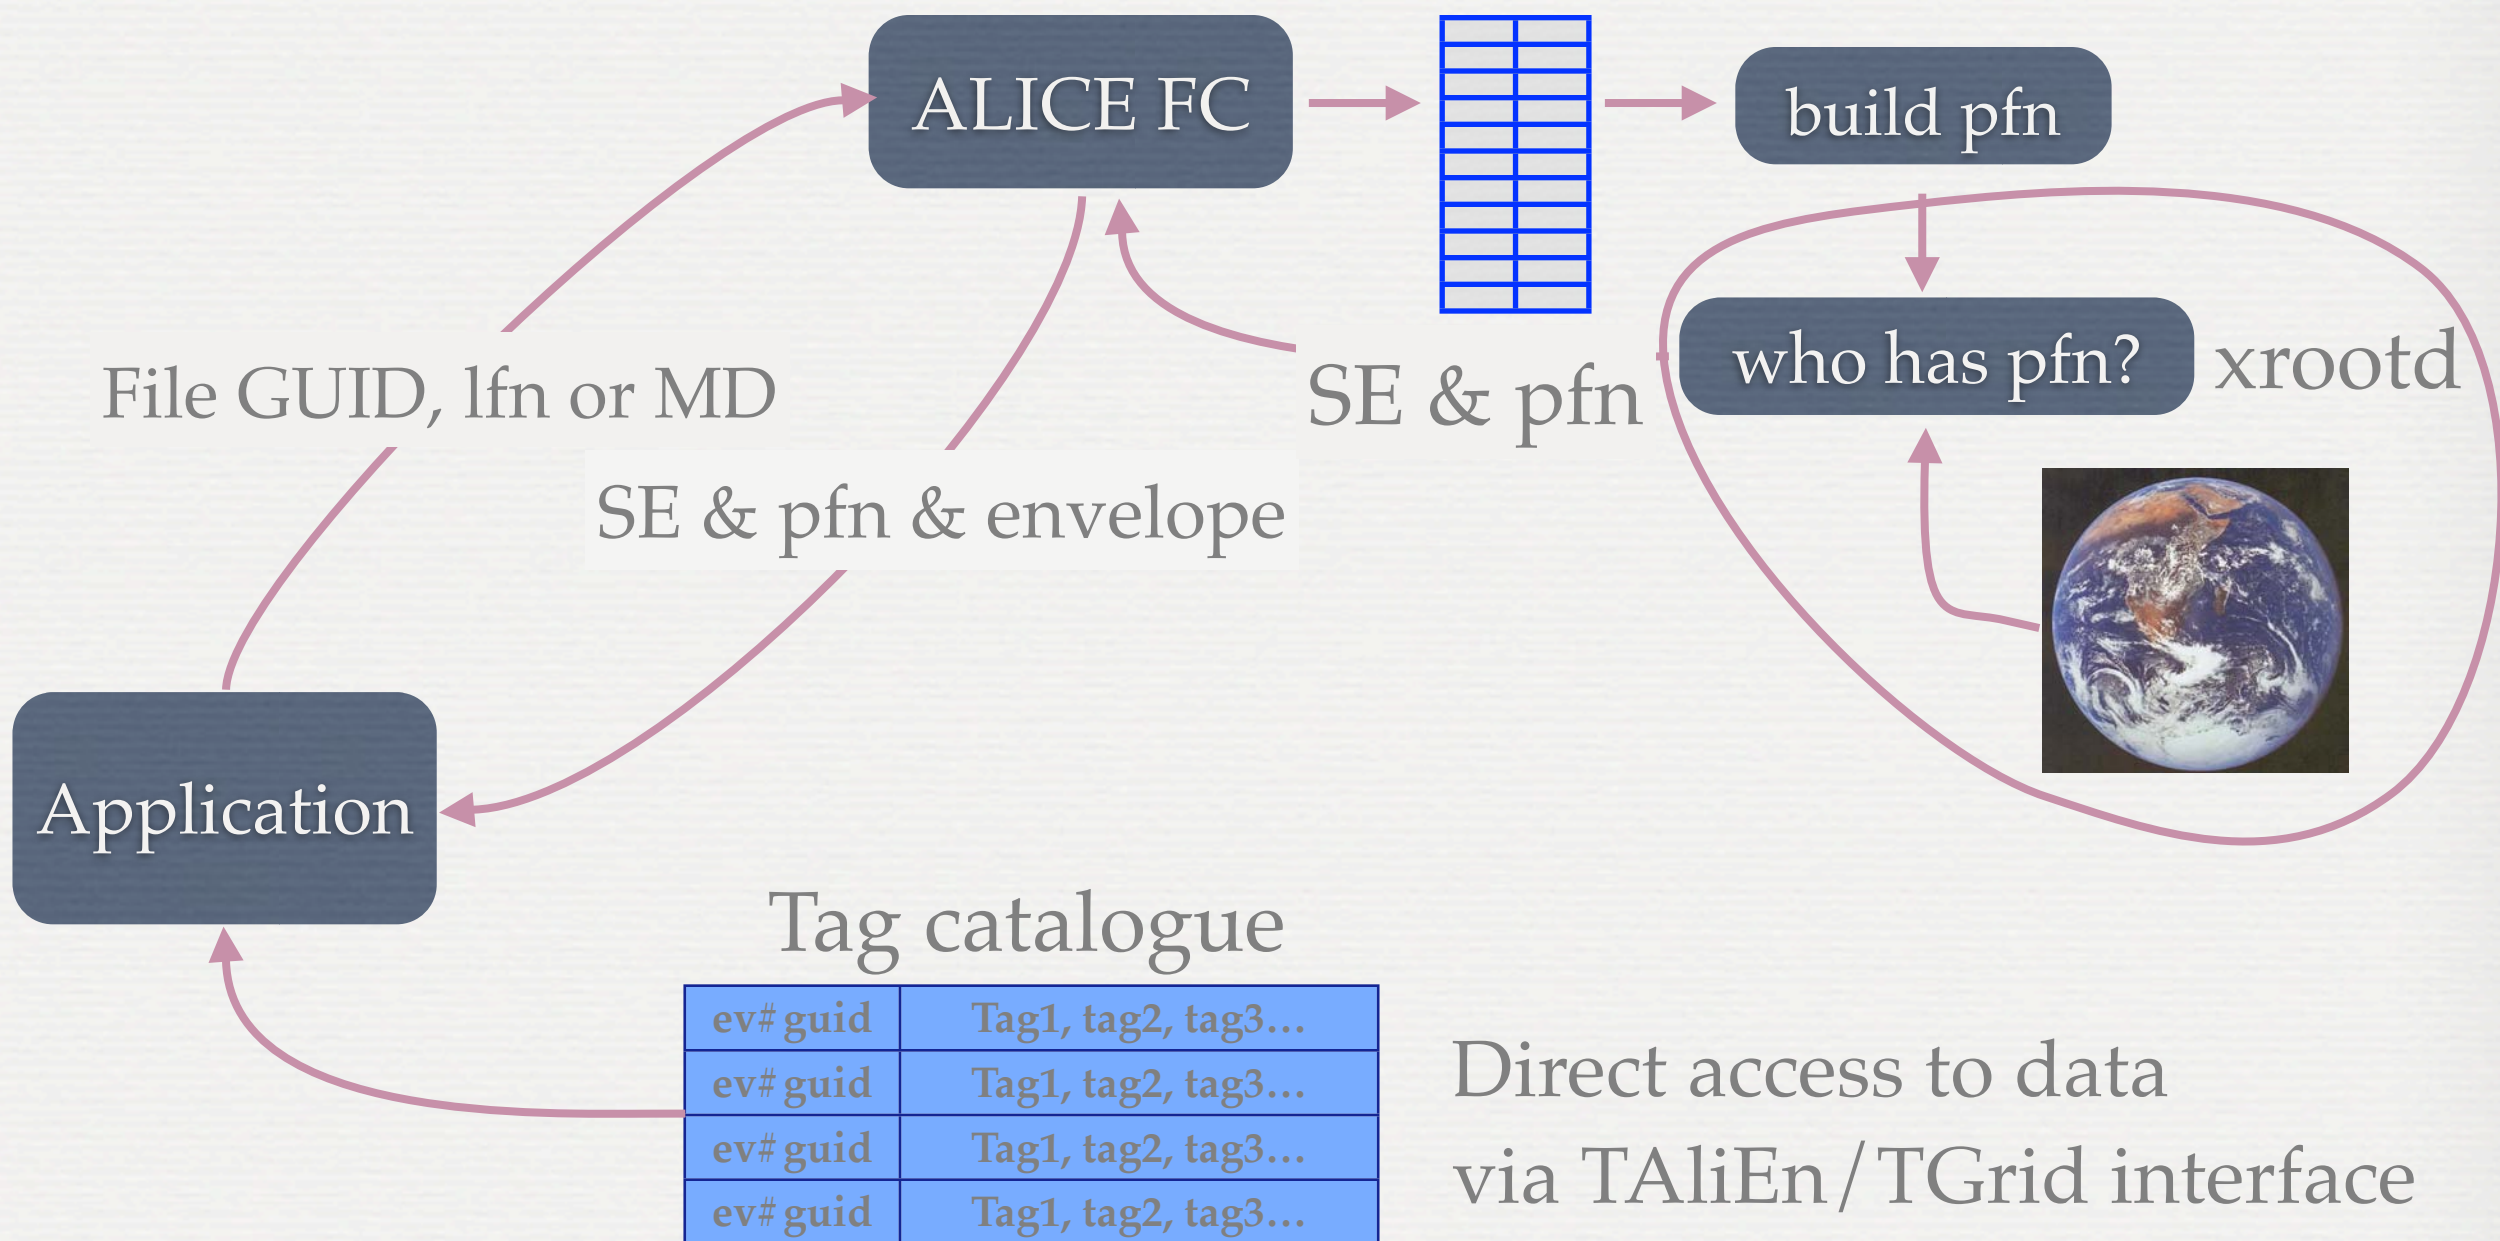 ALICE FC
build pfn
File GUID, lfn or MD
SE & pfn
who has pfn?
xrootd
SE & pfn & envelope
Application
Tag catalogue
ev# guid Tag1, tag2, tag3…
ev# guid Tag1, tag2, tag3…
ev# guid Tag1, tag2, tag3…
ev# guid Tag1, tag2, tag3…
Direct access to data
via TAliEn/TGrid interface